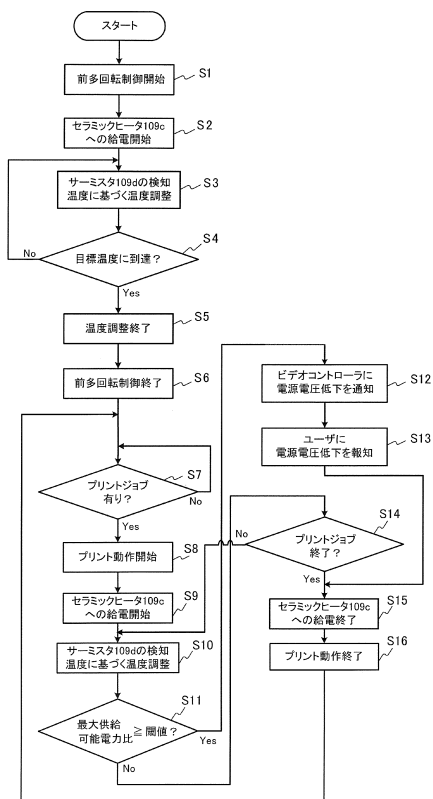 スタート
前多回転制御開始
S1
セラミックヒータ109c
への給電開始
S2
サーミスタ109dの検知
温度に基づく温度調整
S3
目標温度に到達？
S4
No
Yes
温度調整終了
S5
前多回転制御終了
S6
プリントジョブ
有り？
S7
No
Yes
プリント動作開始
S8
セラミックヒータ109c
への給電開始
S9
サーミスタ109dの検知
温度に基づく温度調整
S10
最大供給
可能電力比
≧閾値？
S11
Yes
No
ビデオコントローラに
電源電圧低下を通知
S12
ユーザに
電源電圧低下を報知
S13
プリントジョブ
終了？
S14
No
Yes
セラミックヒータ109c
への給電終了
S15
プリント動作終了
S16